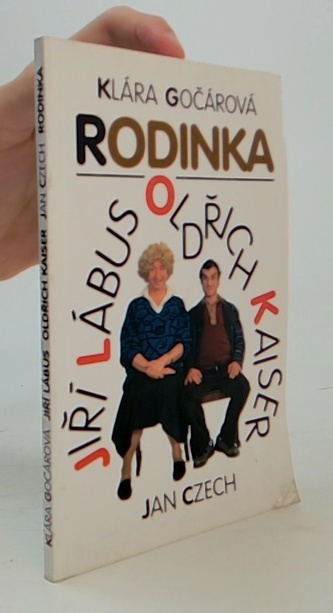 KLÁRA GOČÁROVÁ
RODINKA
JIŘÍ LÁBUS
OLDŘICH KAISER
JAN CZECH
KLÁRA GOČÁROVÁ JIŘÍ LÁBUS OLDŘICH KAISER JAN CZECH RODINKA